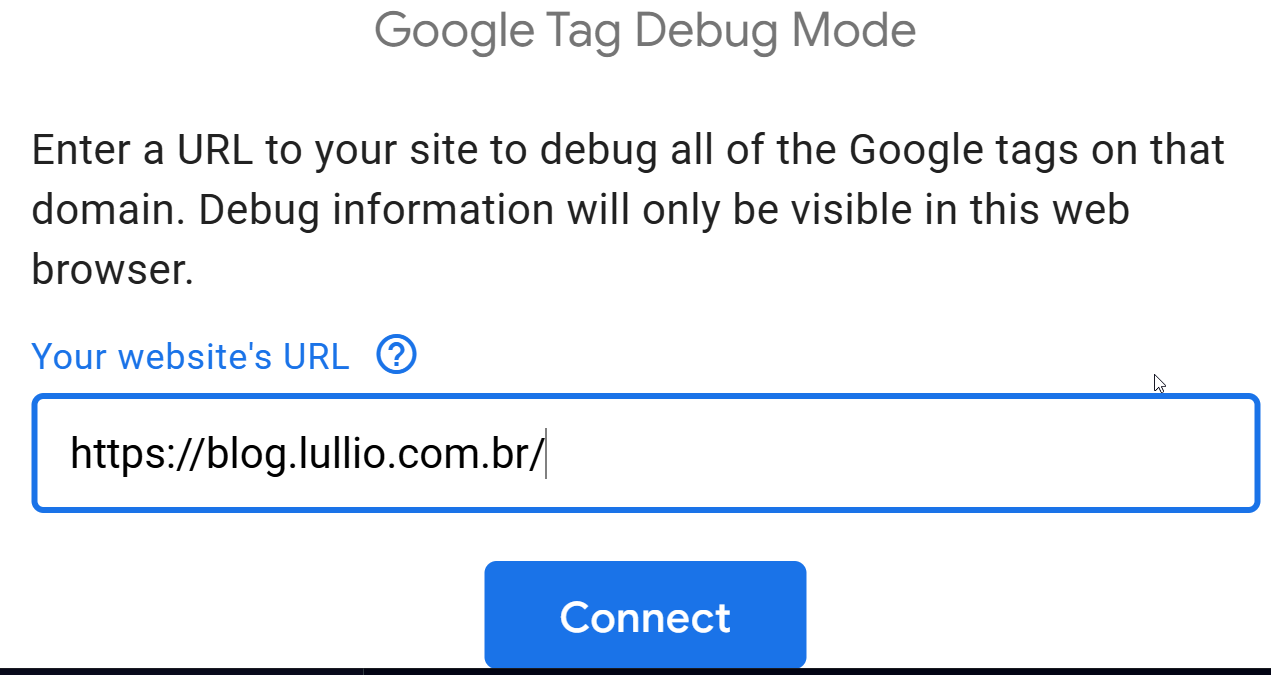 Google Tag Debug Mode
Enter a URL to your site to debug all of the Google tags on that
domain. Debug information will only be visible in this web
browser.
Your website's URL ?
https://blog.lullio.com.br/
Connect